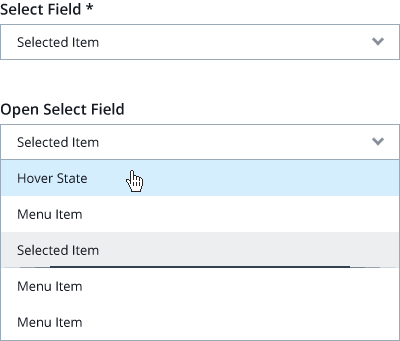 Select Field *
Selected Item
Open Select Field
Selected Item
Hover State
Menu Item
Selected Item
Menu Item
Menu Item